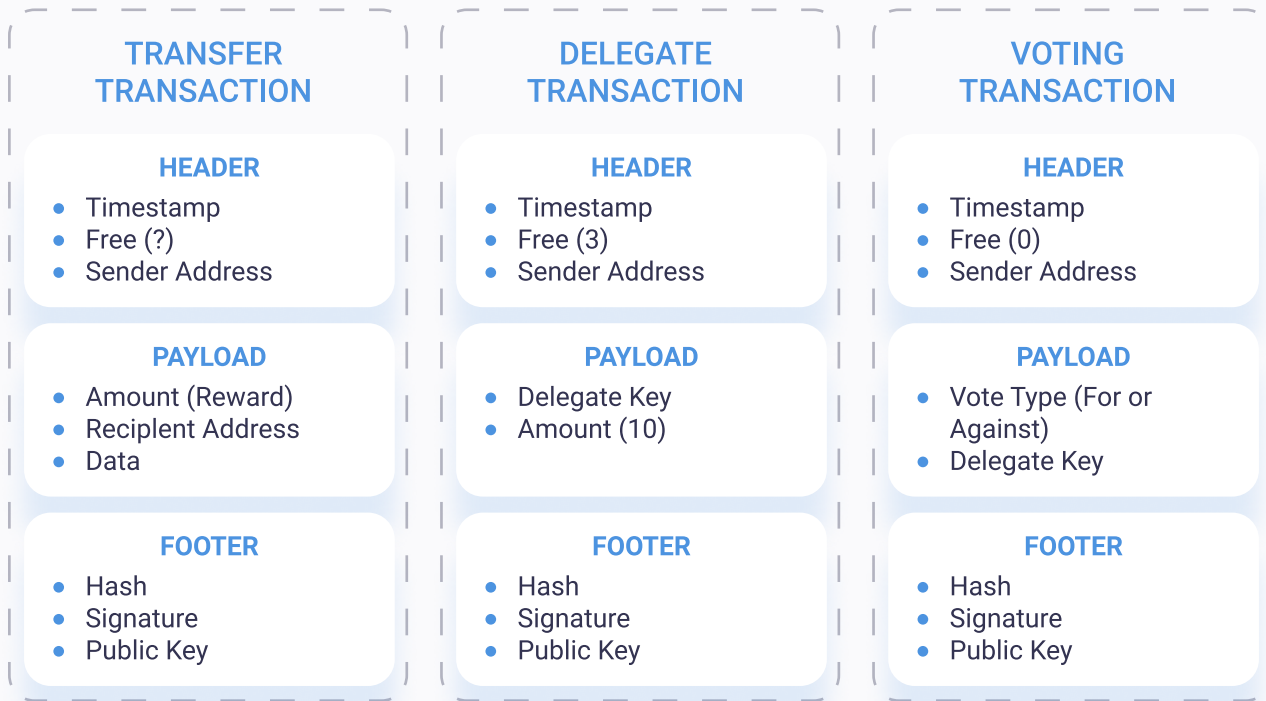 TRANSFER
TRANSACTION
HEADER
Timestamp
Free (?)
Sender Address
PAYLOAD
Amount (Reward)
Reciplent Address
Data
FOOTER
Hash
Signature
Public Key
DELEGATE
TRANSACTION
HEADER
Timestamp
Free (3)
Sender Address
PAYLOAD
Delegate Key
Amount (10)
FOOTER
Hash
Signature
Public Key
VOTING
TRANSACTION
HEADER
Timestamp
Free (0)
Sender Address
PAYLOAD
Vote Type (For or
Against)
Delegate Key
FOOTER
Hash
Signature
Public Key